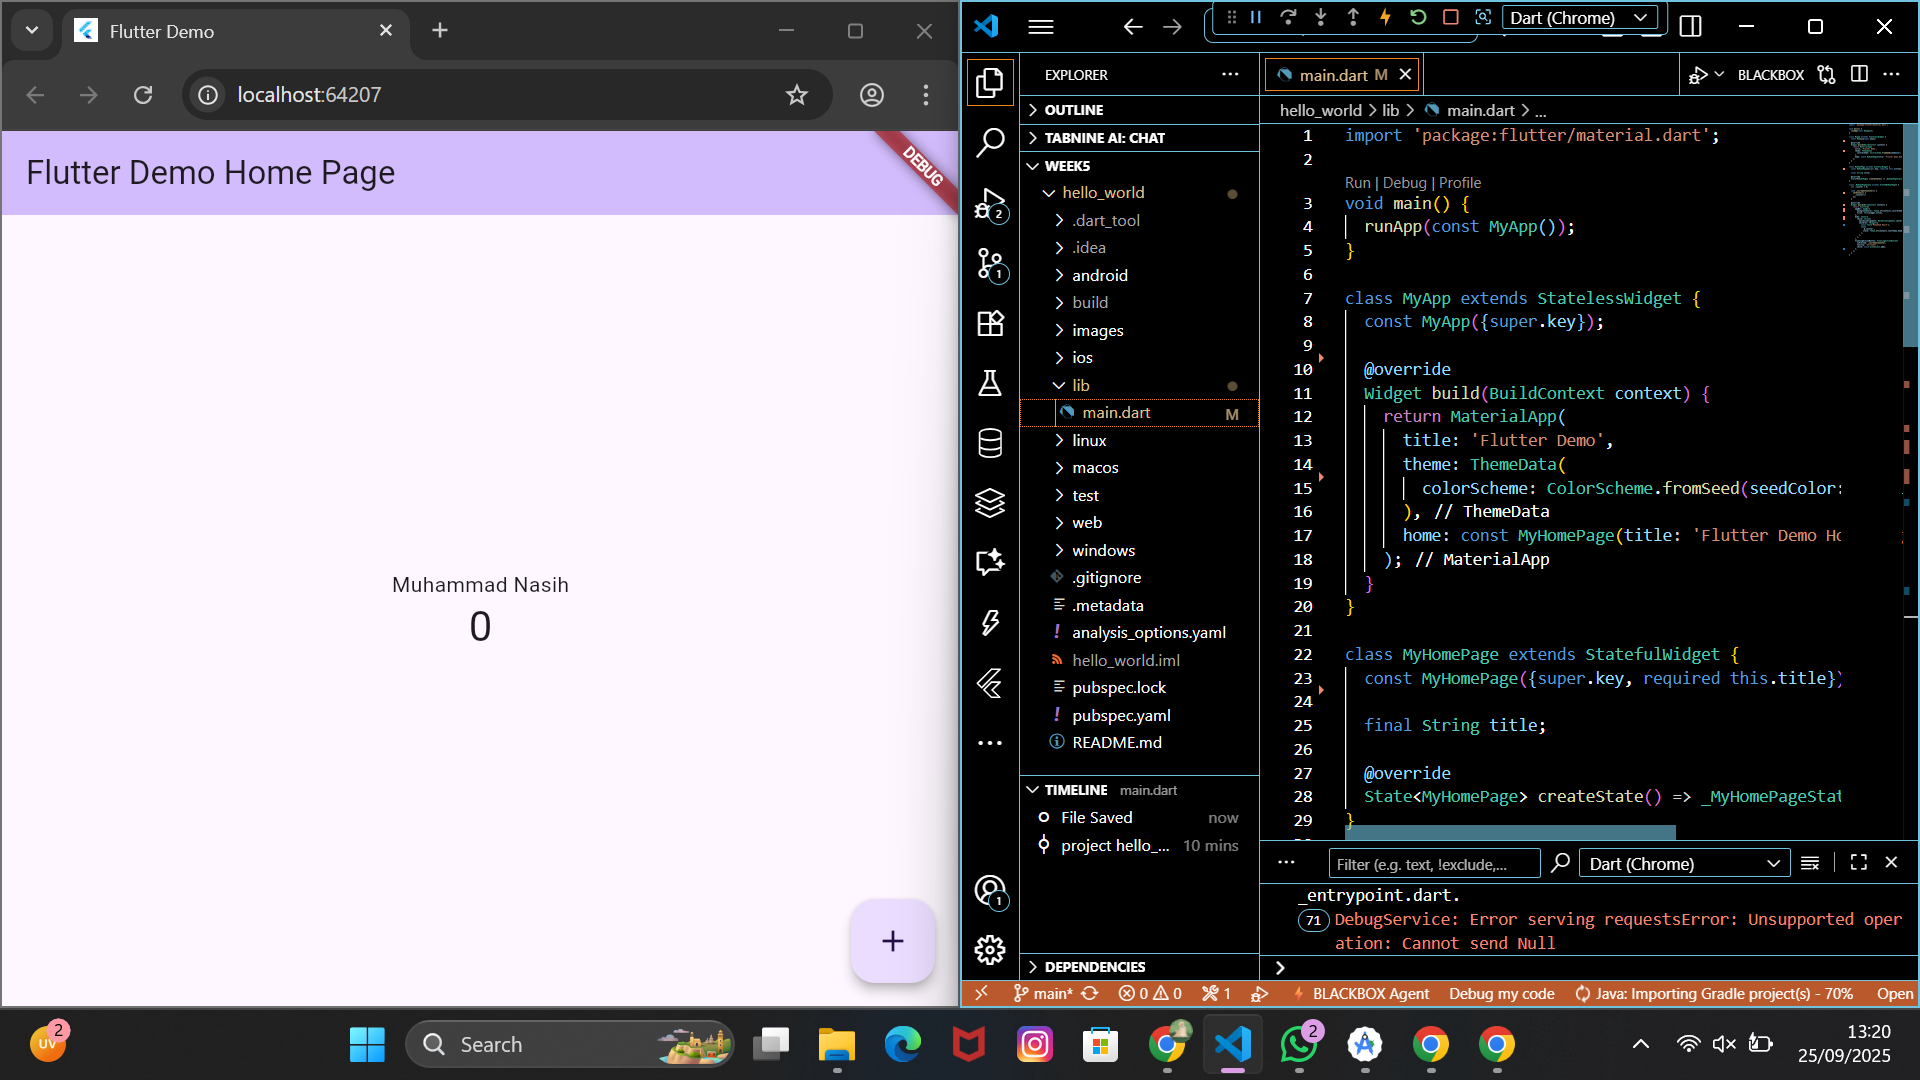 Flutter Demo
localhost:64207
Flutter Demo Home Page
DEBUG
Muhammad Nasih
0
Dart (Chrome)
EXPLORER
OUTLINE
TABNINE AI: CHAT
WEEK5
hello_world
.dart_tool
.idea
android
build
images
ios
lib
main.dart M
linux
macos
test
web
windows
.gitignore
.metadata
! analysis_options.yaml
hello_world.iml
pubspec.lock
! pubspec.yaml
README.md
TIMELINE main.dart
File Saved now
project hello_... 10 mins
DEPENDENCIES
2
1
1
main.dart M
BLACKBOX
hello_world > lib > main.dart > ...
1 import 'package:flutter/material.dart';
2
Run | Debug | Profile
3 void main() {
4 runApp(const MyApp());
5 }
6
7 class MyApp extends StatelessWidget {
8 const MyApp({super.key});
9
10 @override
11 Widget build(BuildContext context) {
12 return MaterialApp(
13 title: 'Flutter Demo',
14 theme: ThemeData(
15 colorScheme: ColorScheme.fromSeed(seedColor:
16 ), // ThemeData
17 home: const MyHomePage(title: 'Flutter Demo Ho
18 ); // MaterialApp
19 }
20 }
21
22 class MyHomePage extends StatefulWidget {
23 const MyHomePage({super.key, required this.title})
24
25 final String title;
26
27 @override
28 State<MyHomePage> createState() => _MyHomePageStat
29 }
Filter (e.g. text, !exclude,...
Dart (Chrome)
_entrypoint.dart.
71 DebugService: Error serving requestsError: Unsupported oper
ation: Cannot send Null
main* 0 0 1 BLACKBOX Agent Debug my code Java: Importing Gradle project(s) - 70% Open
UV 2
Search
2
13:20
25/09/2025